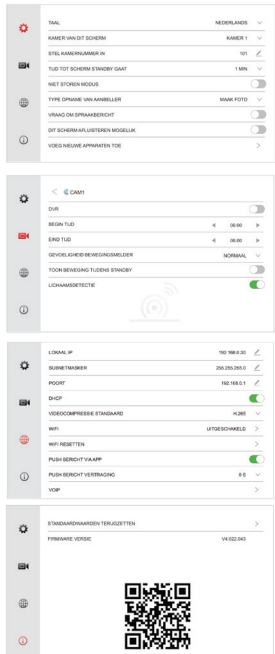 TAAL NEDERLANDS
KAMER VAN DIT SCHERM KAMER 1
STEL KAMERNUMMER IN 101
TIJD TOT SCHERM STANDBY GAAT 1 MIN
NIET STOREN MODUS
TYPE OPNAME VAN AANBELLER MAAK FOTO
VRAAG OM SPRAAKBERICHT
DIT SCHERM AFLUISTEREN MOGELIJK
VOEG NIEUWE APPARATEN TOE
CAM1
DVR
BEGIN TIJD 00:00
EIND TIJD 00:00
GEVOELIGHEID BEWEGINGSMELDER NORMAAL
TOON BEWEGING TIJDENS STANDBY
LICHAAMSDETECTIE
LOKAAL IP 192.168.0.30
SUBNETMASKER 255.255.255.0
POORT 192.168.0.1
DHCP
VIDEOCOMPRESSIE STANDAARD H.265
WIFI UITGESCHAKELD
WIFI RESETTEN
PUSH BERICHT VIA APP
PUSH BERICHT VERTRAGING
VOIP
STANDAARDWAARDEN TERUGZETTEN
FIRMWARE VERSIE V4.022.043